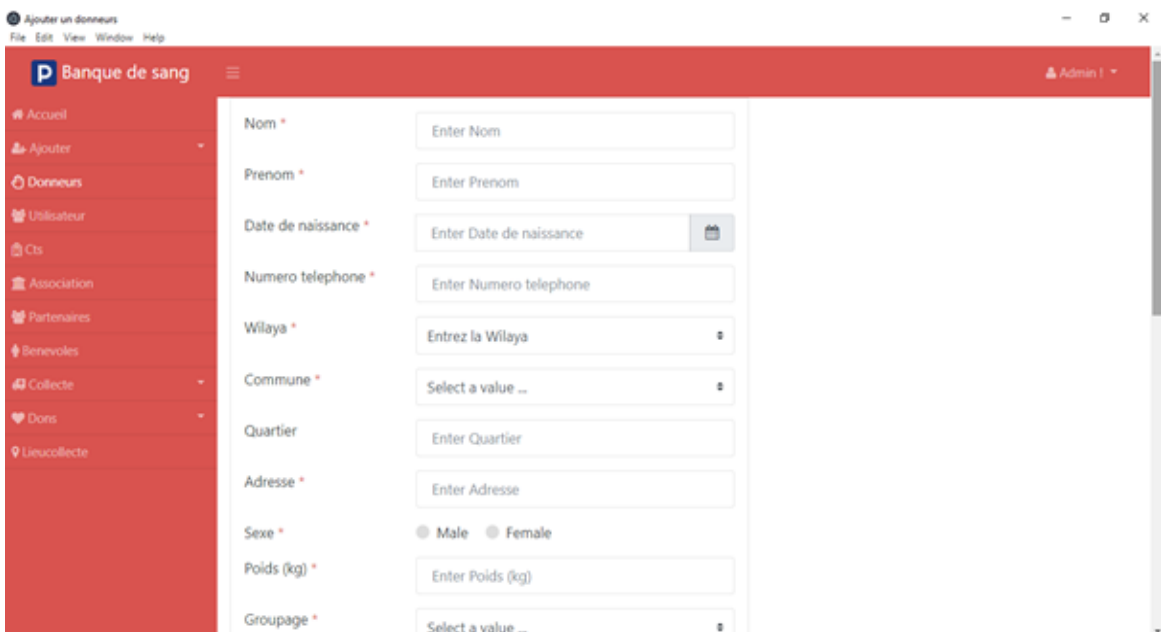 Ajouter un donneurs
File Edit View Window Help
P Banque de sang
Admin !
Accueil
Ajouter
Donneurs
Utilisateur
Cts
Association
Partenaires
Benevoles
Collecte
Dons
Lieucollecte
Nom * Enter Nom
Prenom * Enter Prenom
Date de naissance * Enter Date de naissance
Numero telephone * Enter Numero telephone
Wilaya * Entrez la Wilaya
Commune * Select a value ...
Quartier Enter Quartier
Adresse * Enter Adresse
Sexe * Male Female
Poids (kg) * Enter Poids (kg)
Groupage * Select a value ...